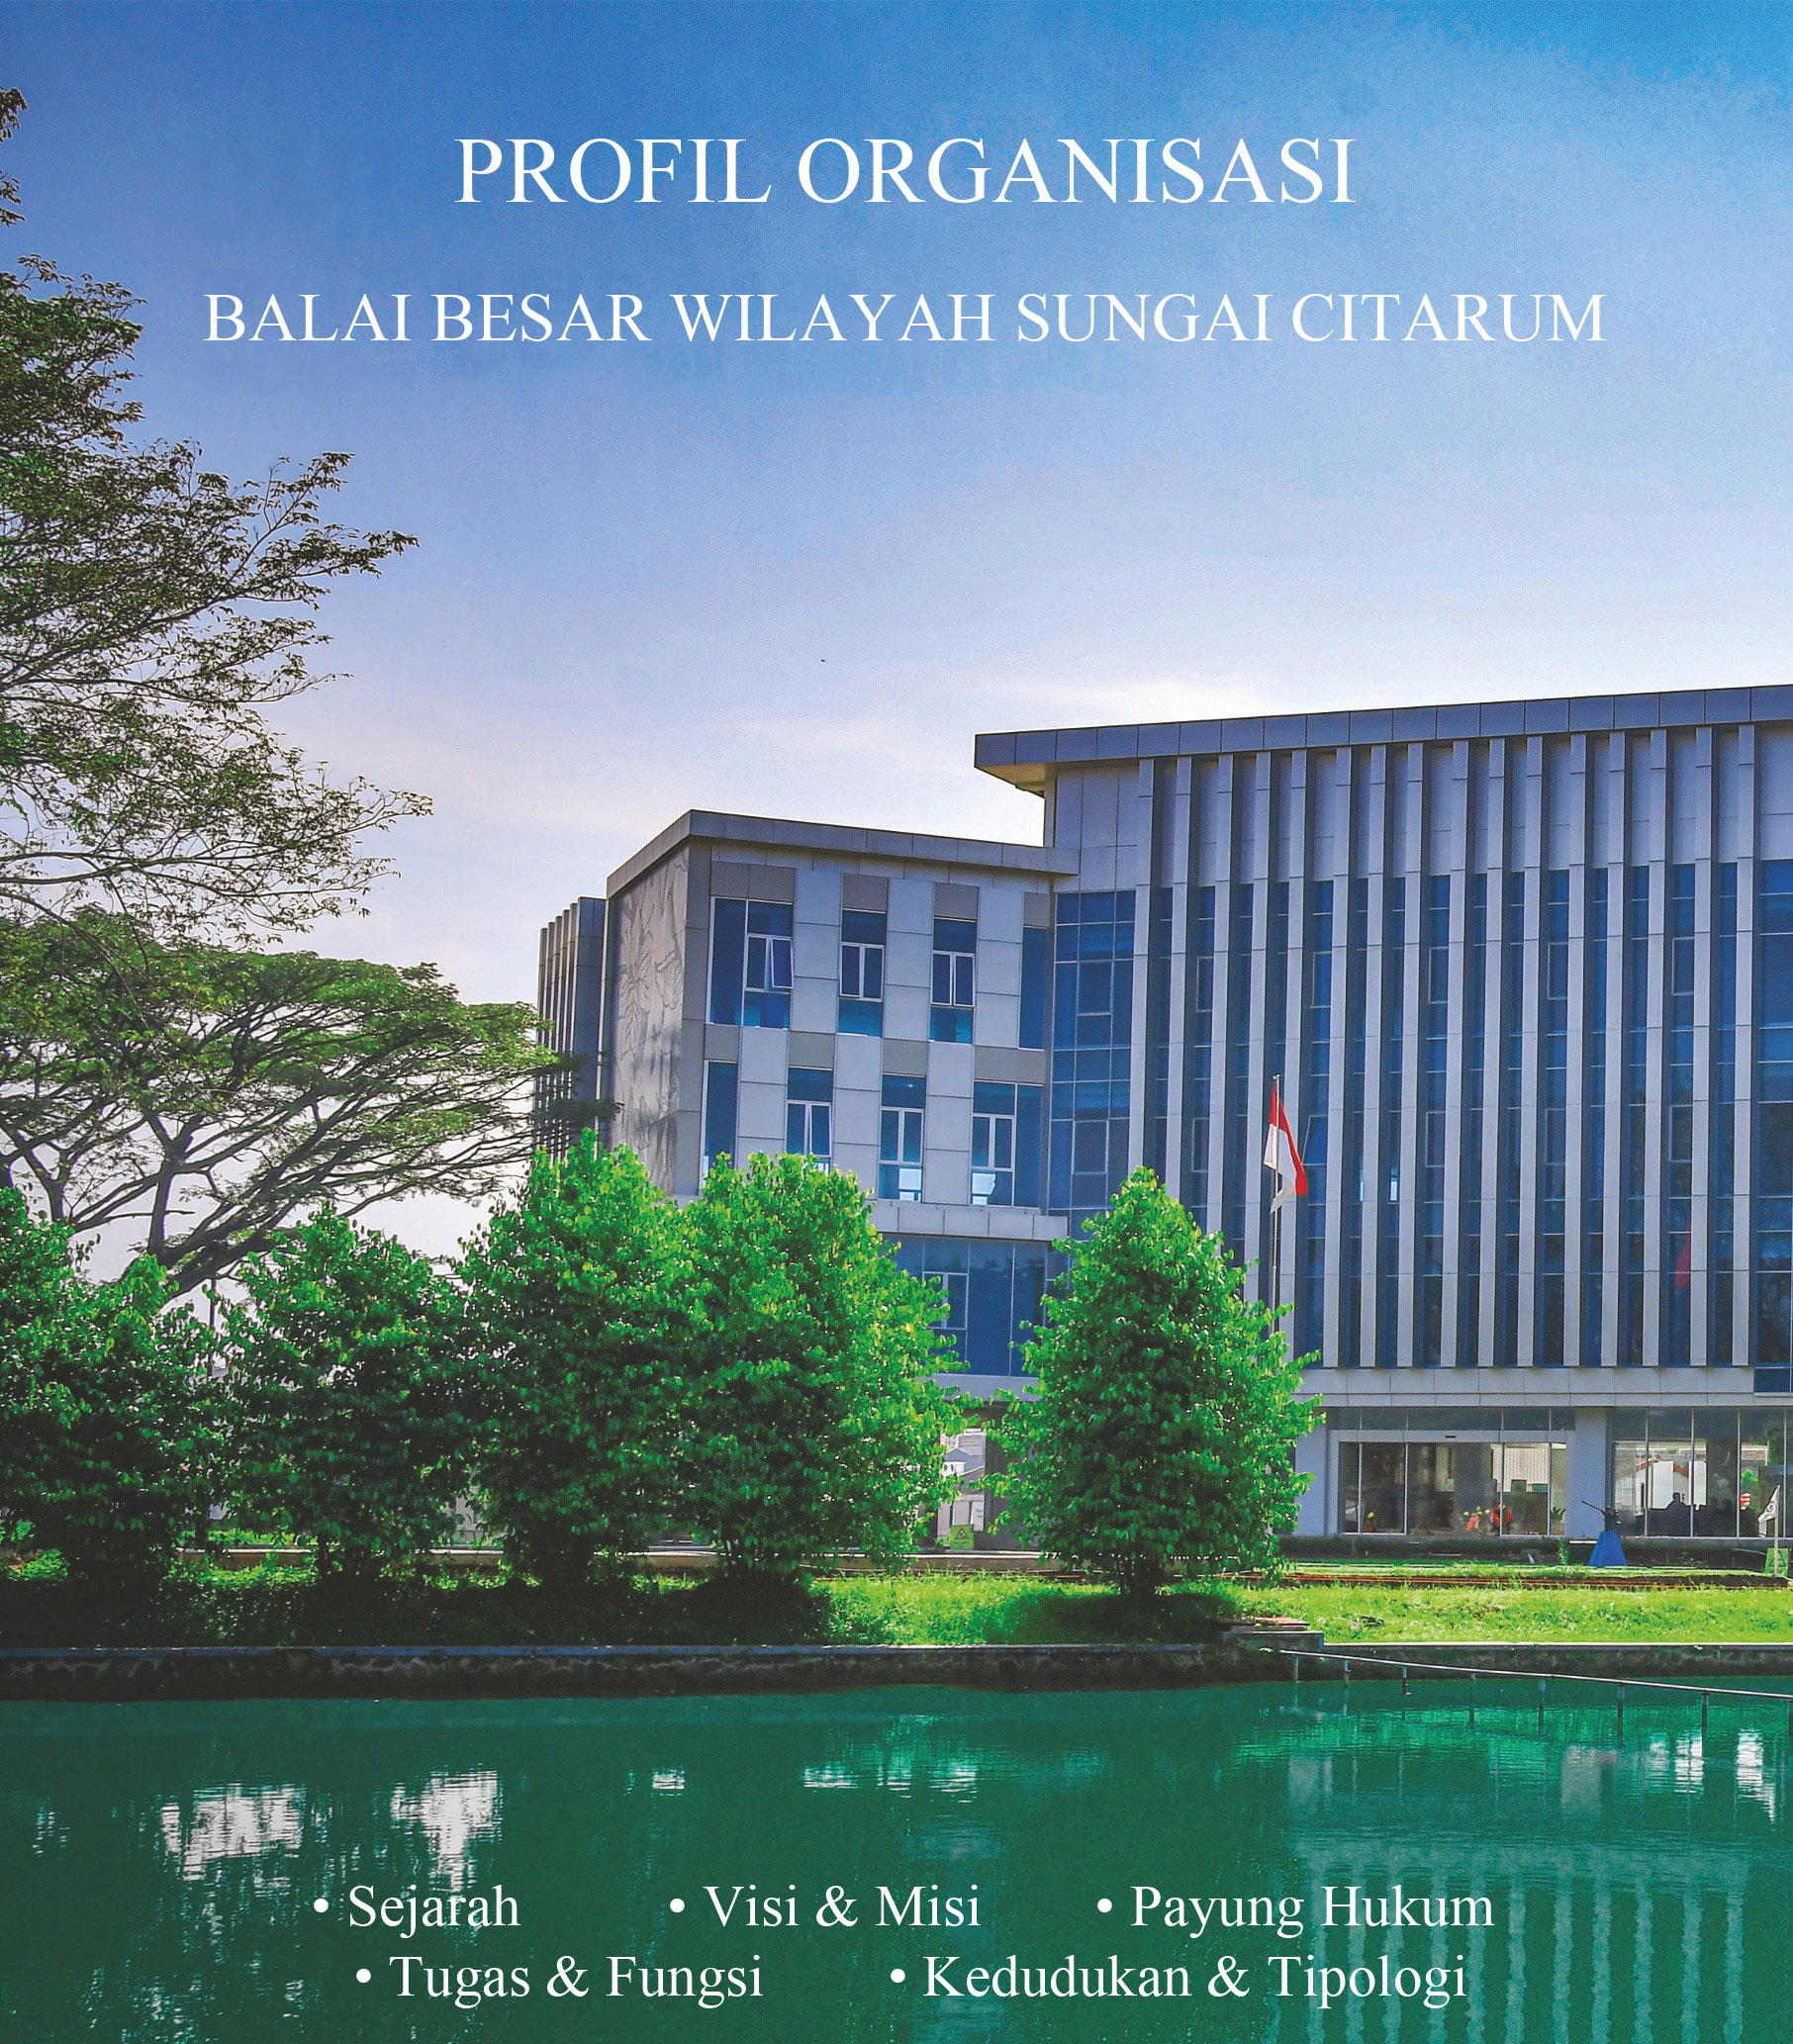 PROFIL ORGANISASI
BALAI BESAR WILAYAH SUNGAI CITARUM
• Sejarah • Visi & Misi • Payung Hukum
• Tugas & Fungsi • Kedudukan & Tipologi